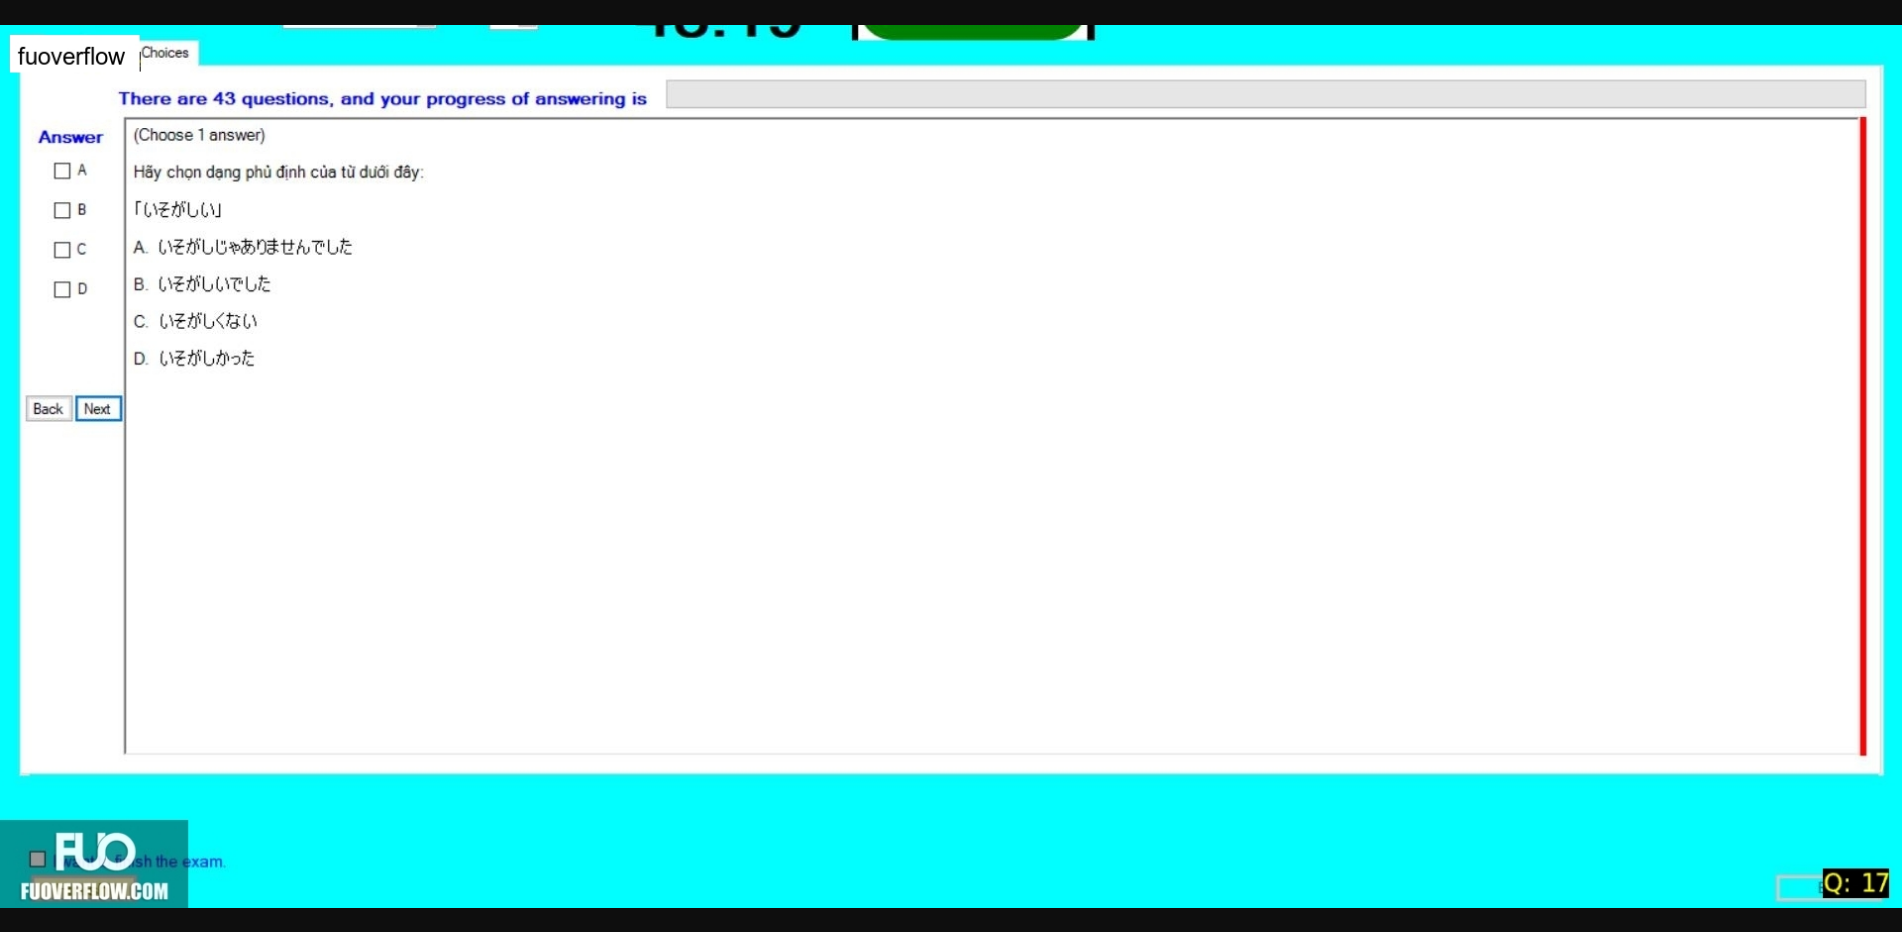 fuoverflow
Choices
There are 43 questions, and your progress of answering is
Answer
(Choose 1 answer)
A
Hãy chọn dạng phủ định của từ dưới đây:
B
「いそがしい」
C
A. いそがしじゃありませんでした
D
B. いそがしいでした
C. いそがしくない
D. いそがしかった
Back
Next
FUO
the exam.
FUOVERFLOW.COM
Q: 17